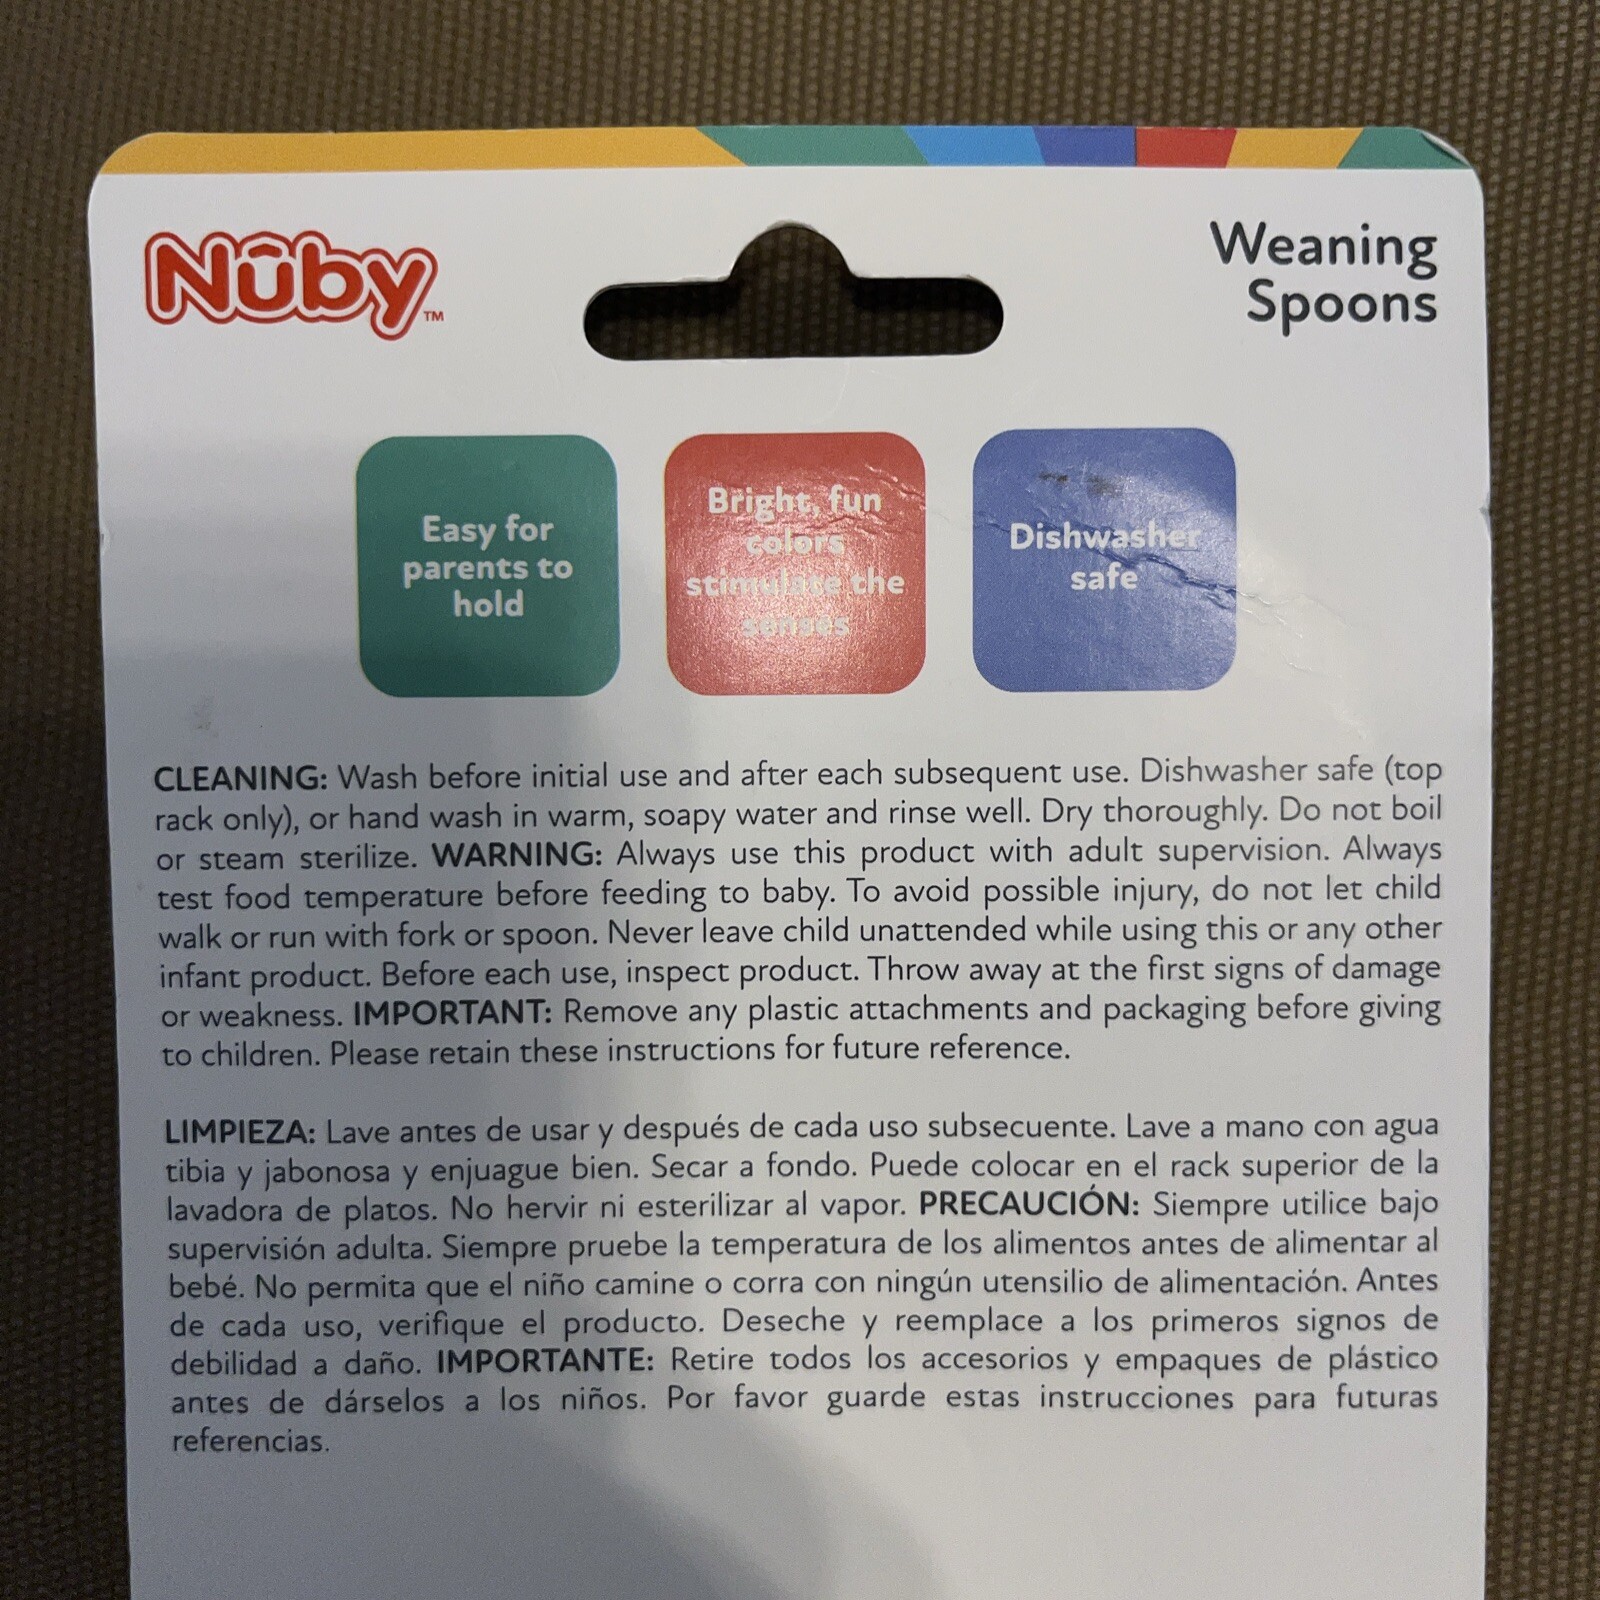 Nûby™
Weaning
Spoons
Easy for
parents to
hold
Bright, fun
colors
stimulate the
senses
Dishwasher
safe
CLEANING: Wash before initial use and after each subsequent use. Dishwasher safe (top
rack only), or hand wash in warm, soapy water and rinse well. Dry thoroughly. Do not boil
or steam sterilize. WARNING: Always use this product with adult supervision. Always
test food temperature before feeding to baby. To avoid possible injury, do not let child
walk or run with fork or spoon. Never leave child unattended while using this or any other
infant product. Before each use, inspect product. Throw away at the first signs of damage
or weakness. IMPORTANT: Remove any plastic attachments and packaging before giving
to children. Please retain these instructions for future reference.
LIMPIEZA: Lave antes de usar y después de cada uso subsecuente. Lave a mano con agua
tibia y jabonosa y enjuague bien. Secar a fondo. Puede colocar en el rack superior de la
lavadora de platos. No hervir ni esterilizar al vapor. PRECAUCIÓN: Siempre utilice bajo
supervisión adulta. Siempre pruebe la temperatura de los alimentos antes de alimentar al
bebé. No permita que el niño camine o corra con ningún utensilio de alimentación. Antes
de cada uso, verifique el producto. Deseche y reemplace a los primeros signos de
debilidad a daño. IMPORTANTE: Retire todos los accesorios y empaques de plástico
antes de dárselos a los niños. Por favor guarde estas instrucciones para futuras
referencias.